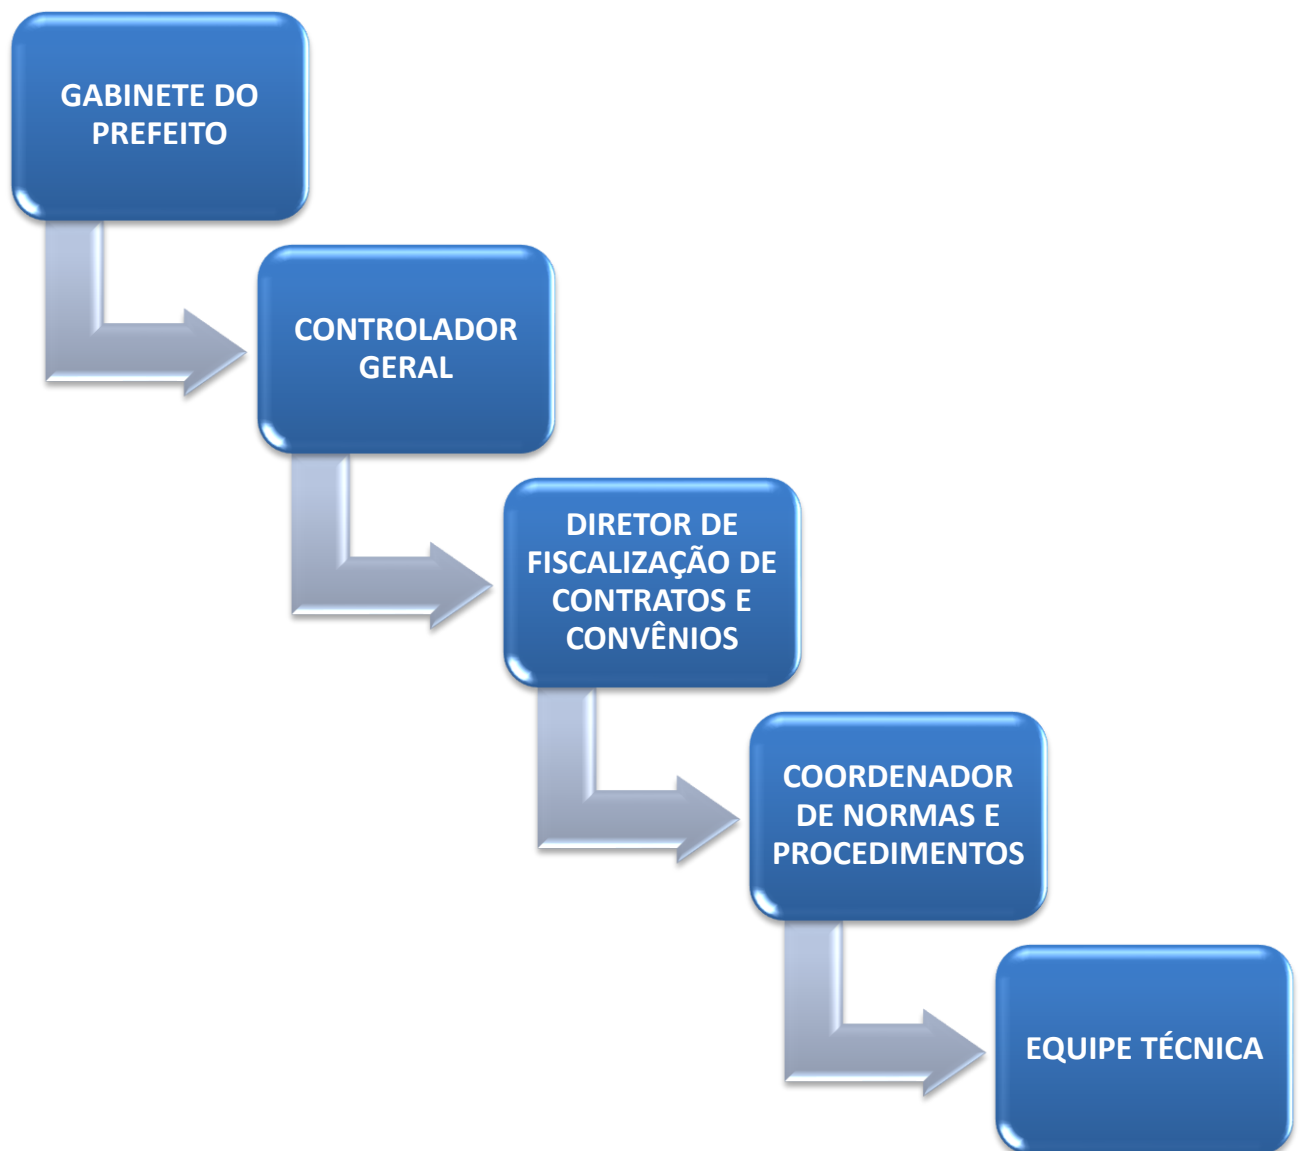 GABINETE DO
PREFEITO
CONTROLADOR
GERAL
DIRETOR DE
FISCALIZAÇÃO DE
CONTRATOS E
CONVÊNIOS
COORDENADOR
DE NORMAS E
PROCEDIMENTOS
EQUIPE TÉCNICA